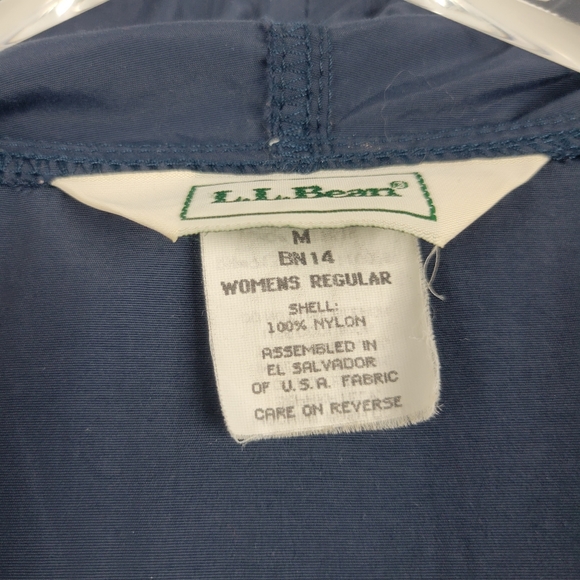 L.L.Bean®
M
BN14
WOMENS REGULAR
SHELL:
100% NYLON
ASSEMBLED IN
EL SALVADOR
OF U.S.A FABRIC
CARE ON REVERSE